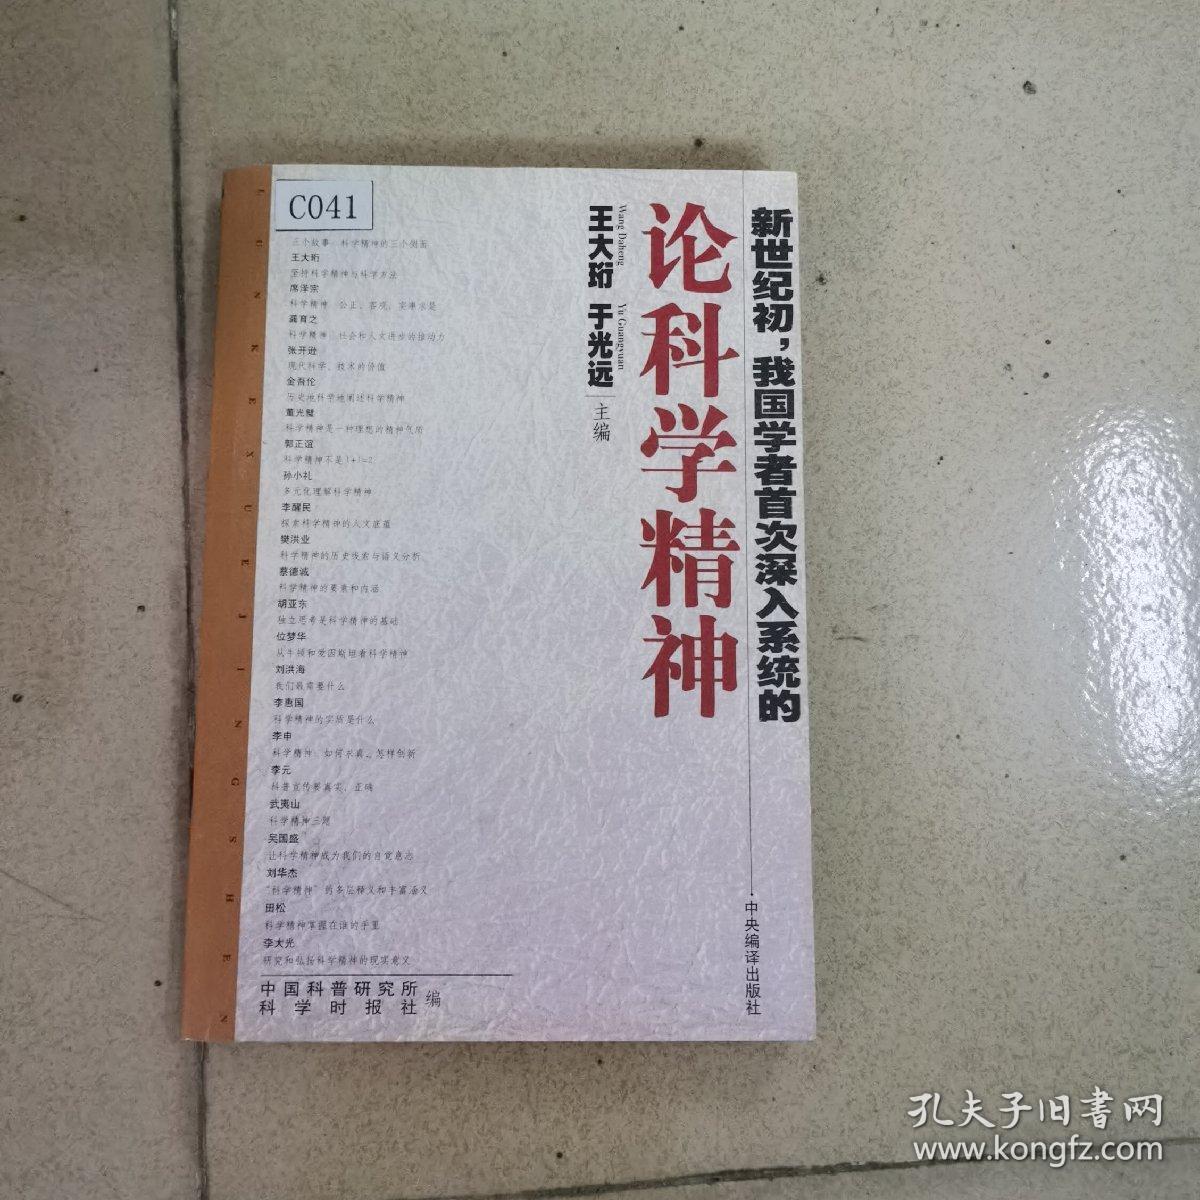 C041
新世纪初，我国学者首次深入系统的
论科学精神
Wang Daheng
Yu Guangyuan
王大珩 于光远 主编
三个故事：科学精神的三个侧面
王大珩
坚持科学精神与科学方法
席泽宗
科学精神：公正、客观、实事求是
龚育之
科学精神：社会和人文进步的推动力
张开逊
现代科学、技术的价值
金吾伦
历史地科学地阐述科学精神
董光璧
科学精神是一种理想的精神气质
郭正谊
科学精神不是1+1=2
孙小礼
多元化理解科学精神
李醒民
探索科学精神的人文底蕴
樊洪业
科学精神的历史线索与语义分析
蔡德诚
科学精神的要素和内涵
胡亚东
独立思考是科学精神的基础
位梦华
从牛顿和爱因斯坦看科学精神
刘洪海
我们最需要什么
李惠国
科学精神的实质是什么
李申
科学精神：如何求真、怎样创新
李元
科普宣传要真实、正确
武夷山
科学精神三题
吴国盛
让科学精神成为我们的自觉意志
刘华杰
“科学精神”的多层释义和丰富涵义
田松
科学精神掌握在谁的手里
李大光
研究和弘扬科学精神的现实意义
中国科普研究所
科学时报社
编
中央编译出版社
LUNKEXUEJINGSHEN
孔夫子旧书网
www.kongfz.com